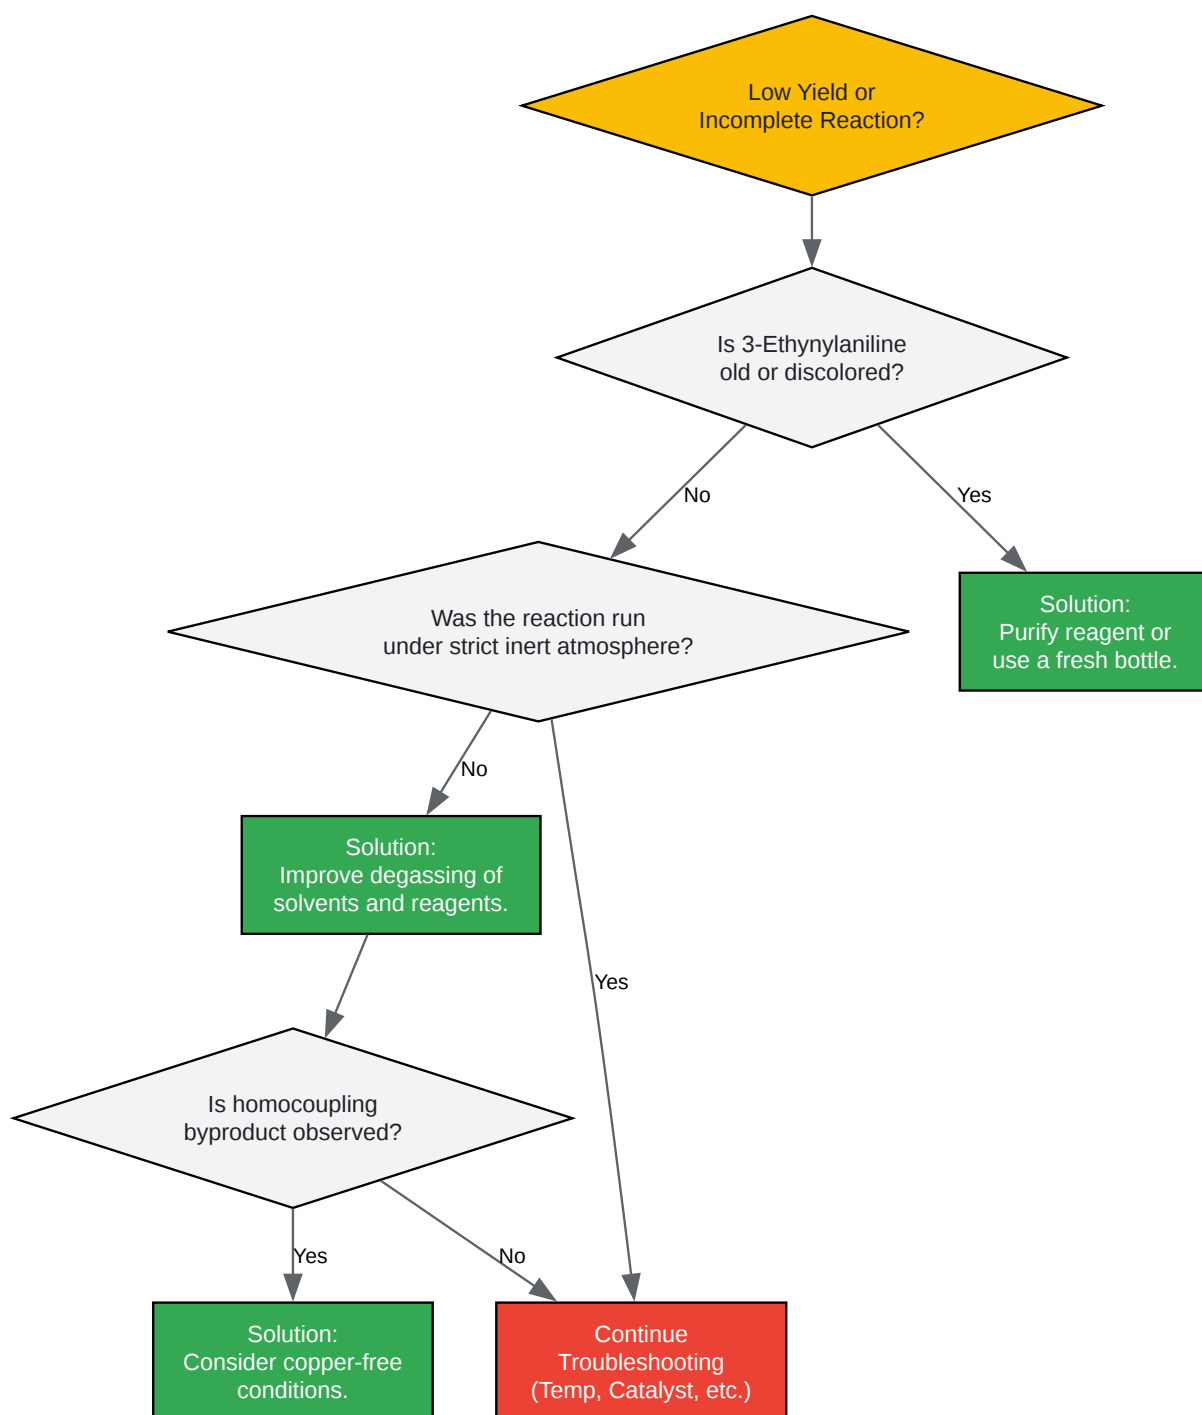 Low Yield or
Incomplete Reaction?
Is 3-Ethynylaniline
old or discolored?
No
Yes
Was the reaction run
under strict inert atmosphere?
Solution:
Purify reagent or
use a fresh bottle.
No
Solution:
Improve degassing of
solvents and reagents.
Yes
Is homocoupling
byproduct observed?
Yes
No
Solution:
Consider copper-free
conditions.
Continue
Troubleshooting
(Temp, Catalyst, etc.)